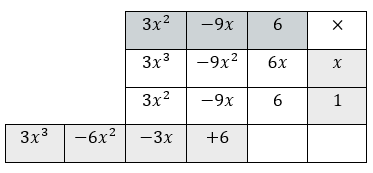 3x² −9x 6 ×
3x³ −9x² 6x x
3x² −9x 6 1
3x³ −6x² −3x +6